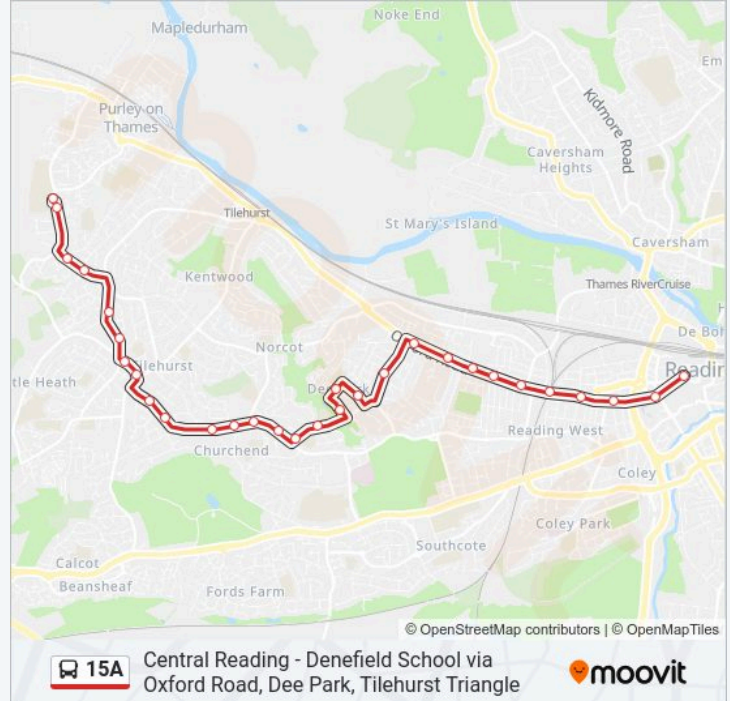 Noke End
Mapledurham
Em
Purley on
Thames
Kidmore Road
Caversham
Heights
Tilehurst
St Mary's Island
Caversham
Kentwood
Thames RiverCruise
De Bo
Norcot
Readin
ilehurst
tle Heath
De
Reading West
Churchend
Coley
Coley Park
Southcote
Calcot
Beansheaf
Fords Farm
© OpenStreetMap contributors | © OpenMapTiles
15A
Central Reading - Denefield School via
Oxford Road, Dee Park, Tilehurst Triangle
moovit